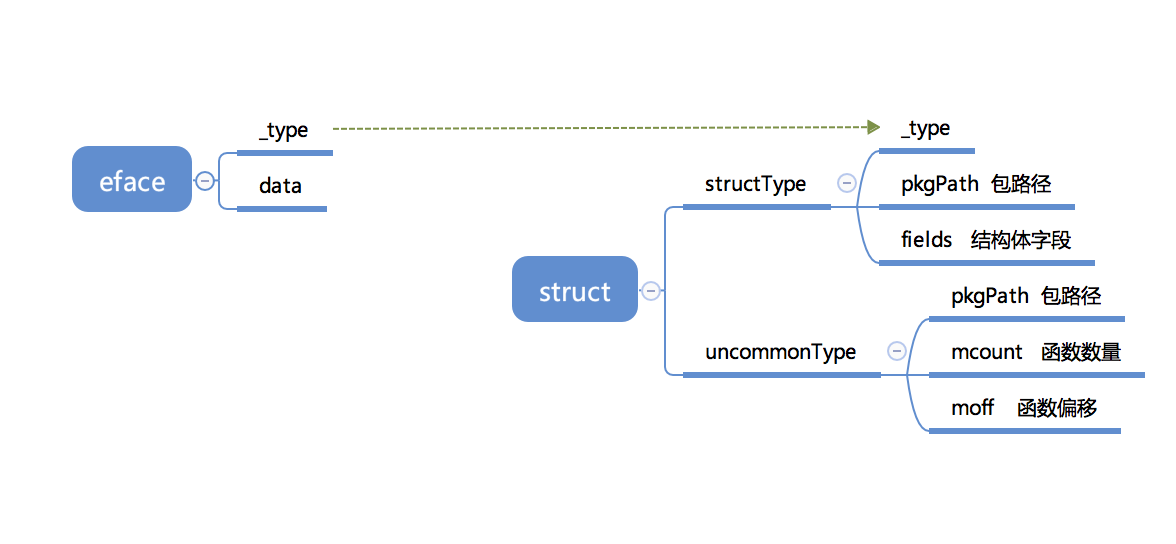 eface
_type
data
struct
structType
_type
pkgPath 包路径
fields 结构体字段
uncommonType
pkgPath 包路径
mcount 函数数量
moff 函数偏移